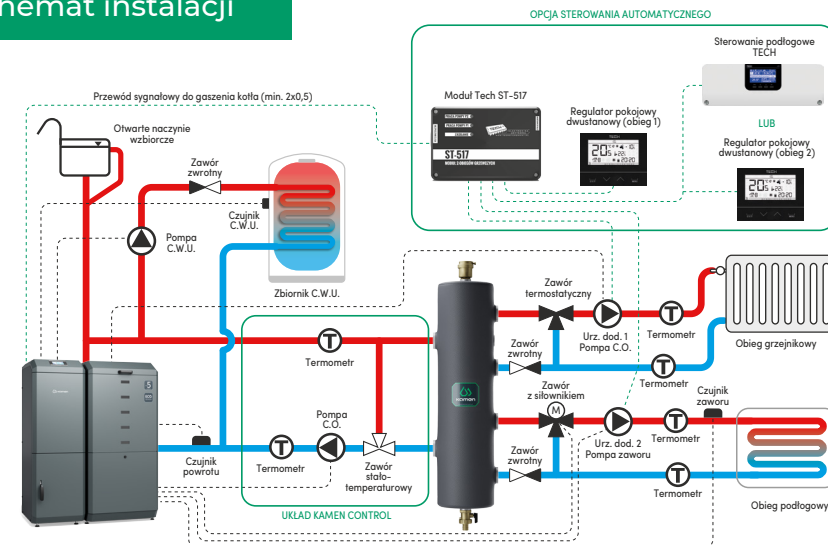 hemat instalacji
OPCJA STEROWANIA AUTOMATYCZNEGO
Sterowanie podłogowe
TECH
Przewód sygnałowy do gaszenia kotła (min. 2x0,5)
Moduł Tech ST-517
Regulator pokojowy
dwustanowy (obieg 1)
LUB
Regulator pokojowy
dwustanowy (obieg 2)
ST-517
Otwarte naczynie
wzbiorcze
Zawór
zwrotny
Czujnik
C.W.U.
Pompa
C.W.U.
Zbiornik C.W.U.
Zawór
termostatyczny
Urz. dod. 1
Pompa C.O.
Termometr
Obieg grzejnikowy
Zawór
zwrotny
Termometr
Termometr
Zawór
z siłownikiem
M
Czujnik
zaworu
kamen
Pompa
C.O.
Urz. dod. 2
Pompa zaworu
Termometr
Zawór
zwrotny
Czujnik
powrotu
Termometr
Zawór
stało-
temperaturowy
Termometr
Obieg podłogowy
UKŁAD KAMEN CONTROL
T
T
T
T
T
T